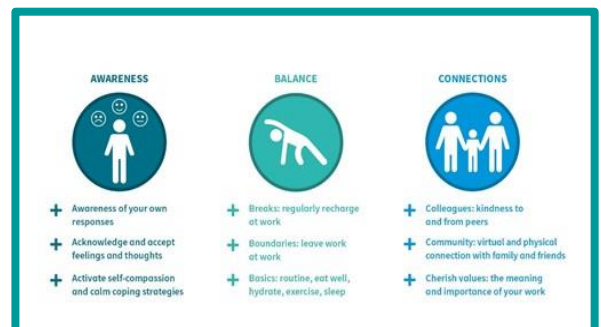 AWARENESS
Awareness of your own
responses
Acknowledge and accept
feelings and thoughts
Activate self-compassion
and calm coping strategies
BALANCE
Breaks: regularly recharge
at work
Boundaries: leave work
at work
Basics: routine, eat well,
hydrate, exercise, sleep
CONNECTIONS
Colleagues: kindness to
and from peers
Community: virtual and physical
connection with family and friends
Cherish values: the meaning
and importance of your work